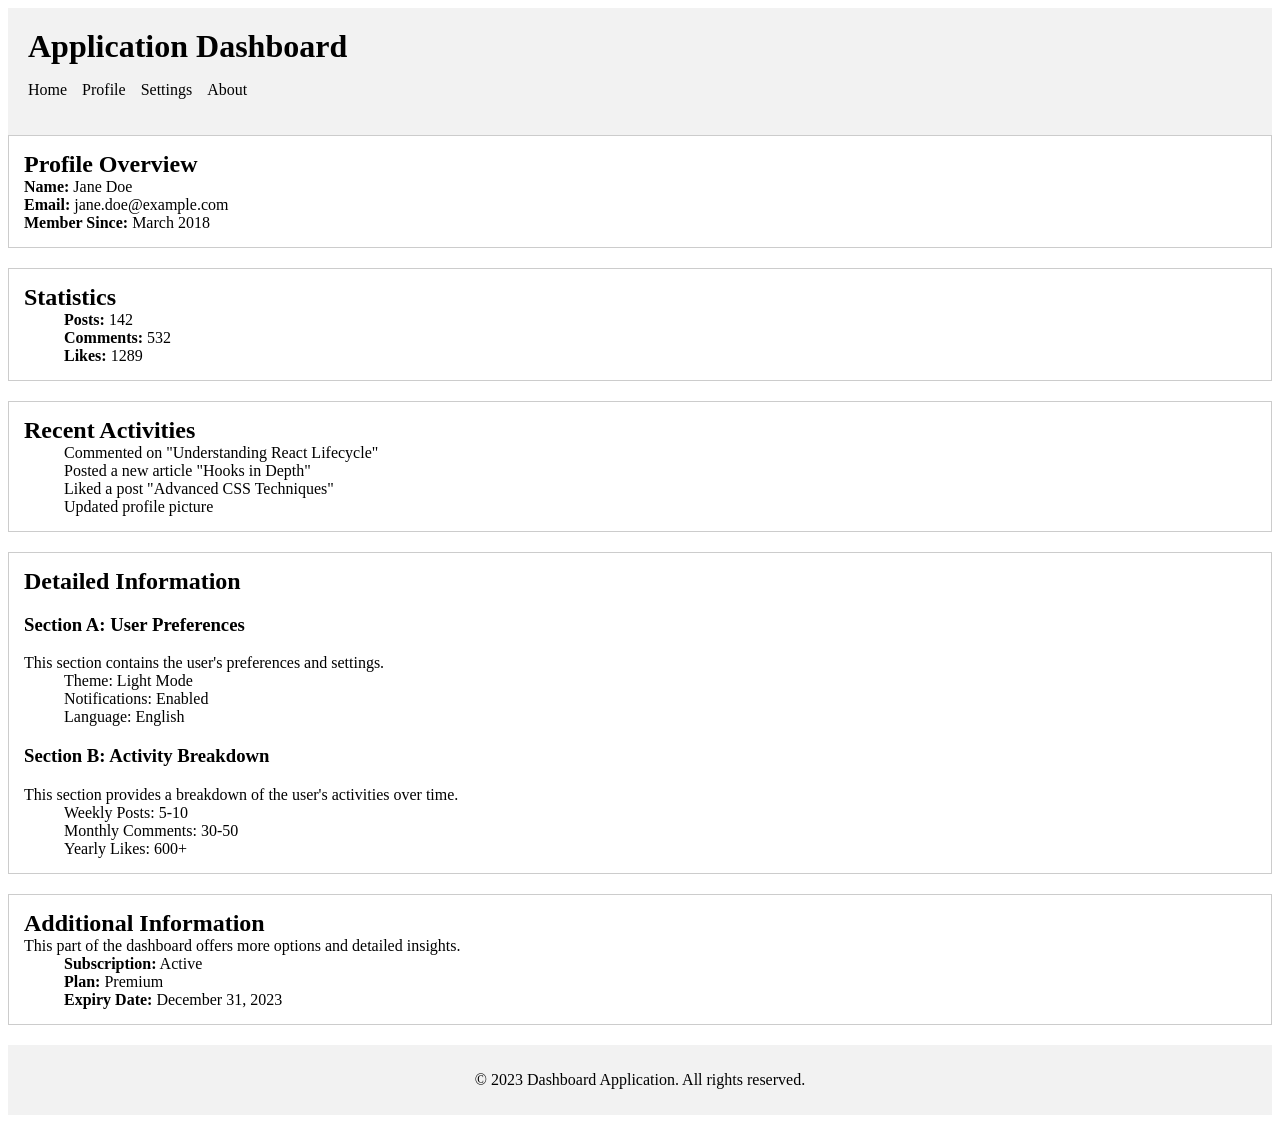 Application Dashboard
Home Profile Settings About
Profile Overview
Name: Jane Doe
Email: jane.doe@example.com
Member Since: March 2018
Statistics
Posts: 142
Comments: 532
Likes: 1289
Recent Activities
Commented on "Understanding React Lifecycle"
Posted a new article "Hooks in Depth"
Liked a post "Advanced CSS Techniques"
Updated profile picture
Detailed Information
Section A: User Preferences
This section contains the user's preferences and settings.
Theme: Light Mode
Notifications: Enabled
Language: English
Section B: Activity Breakdown
This section provides a breakdown of the user's activities over time.
Weekly Posts: 5-10
Monthly Comments: 30-50
Yearly Likes: 600+
Additional Information
This part of the dashboard offers more options and detailed insights.
Subscription: Active
Plan: Premium
Expiry Date: December 31, 2023
© 2023 Dashboard Application. All rights reserved.